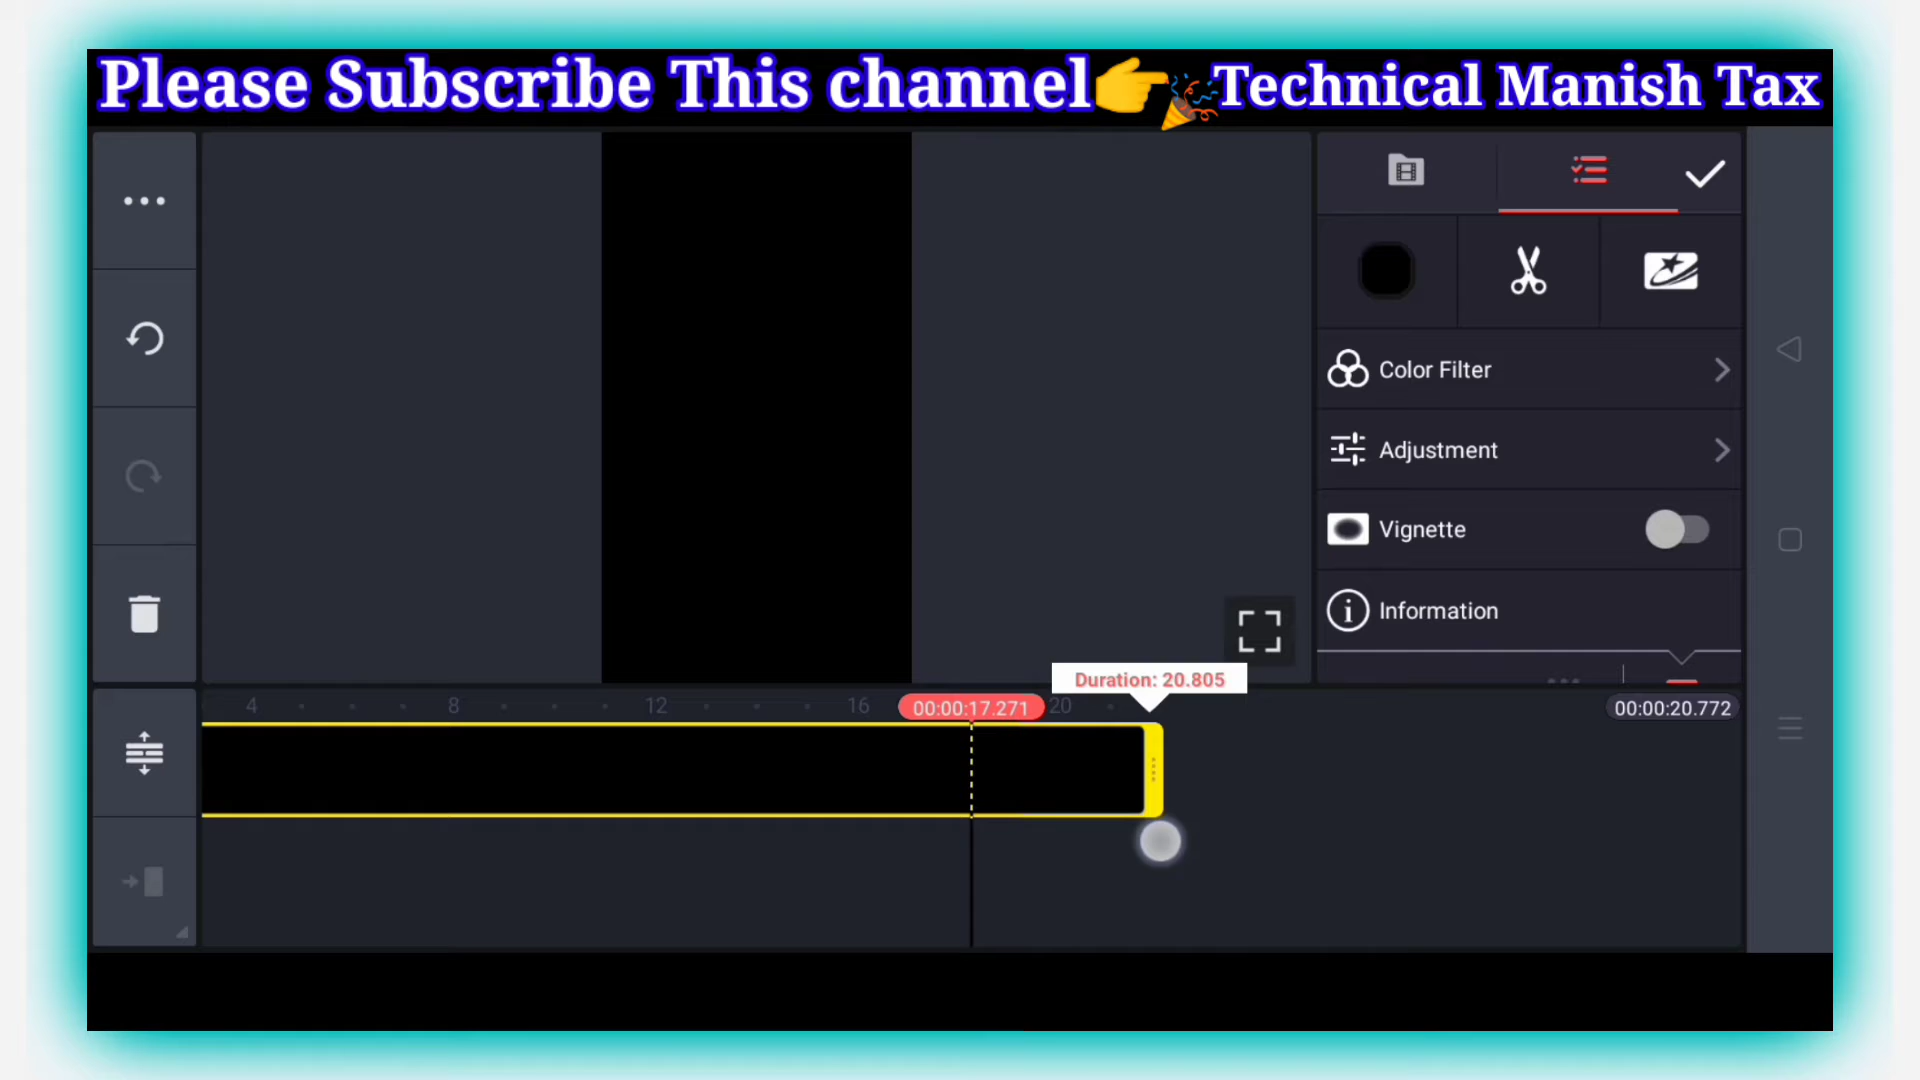 Please Subscribe This channel👉🎉Technical Manish Tax
Color Filter
Adjustment
Vignette
Information
Duration: 20.805
4 8 12 16 00:00:17.271 20 00:00:20.772